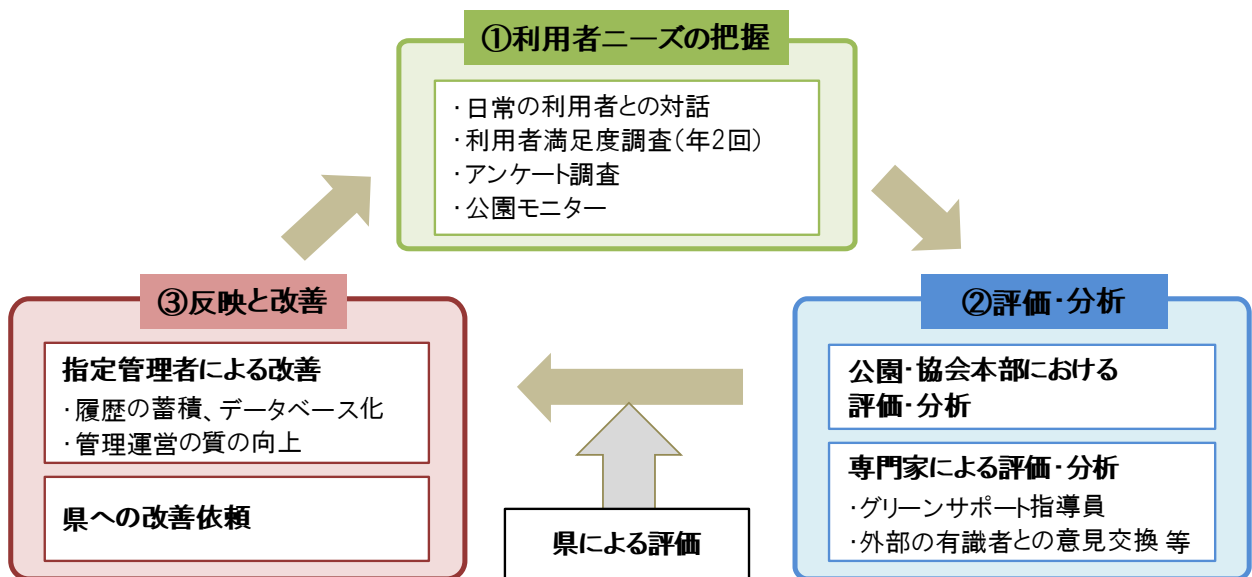 ①利用者ニーズの把握
・日常の利用者との対話
・利用者満足度調査(年2回)
・アンケート調査
・公園モニター
②評価・分析
公園・協会本部における
評価・分析
専門家による評価・分析
・グリーンサポート指導員
・外部の有識者との意見交換 等
③反映と改善
指定管理者による改善
・履歴の蓄積、データベース化
・管理運営の質の向上
県への改善依頼
県による評価